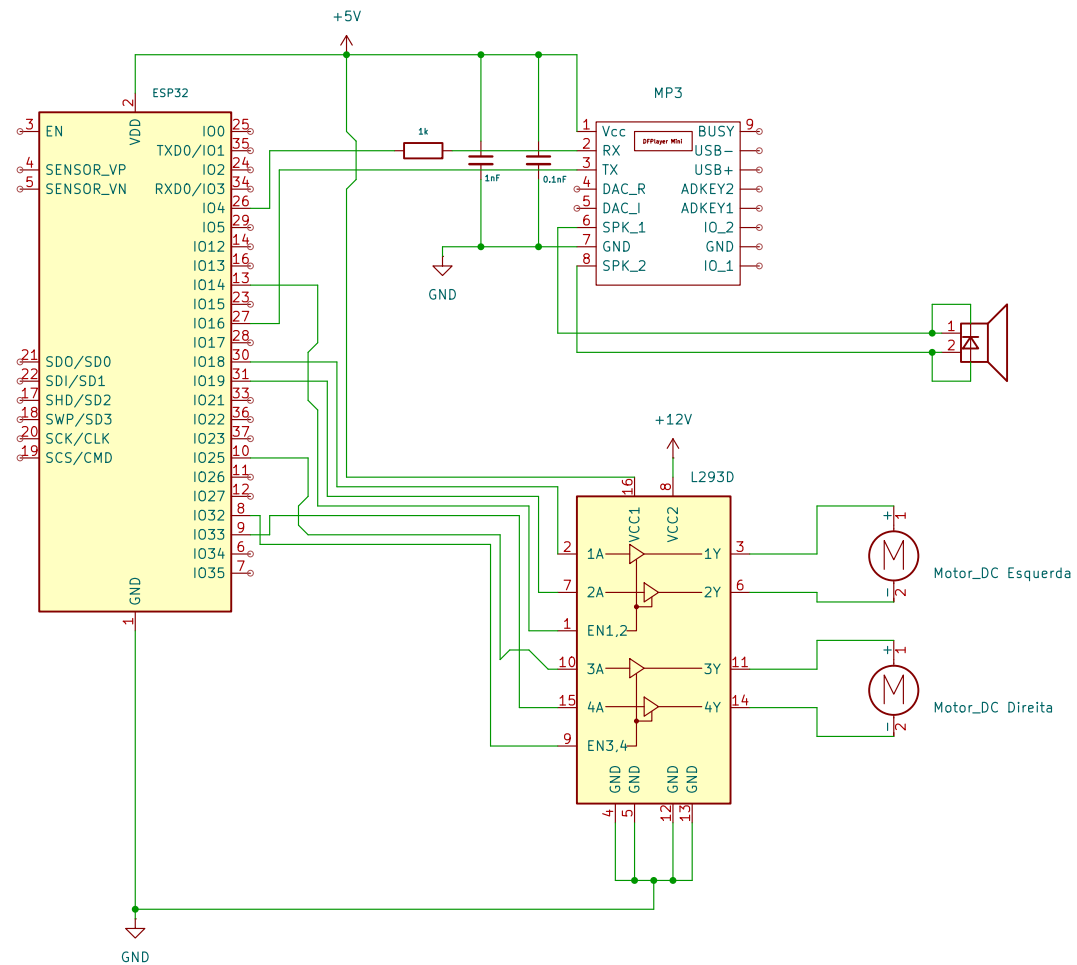 +5V
ESP32
2
VDD
3 EN
4 SENSOR_VP
5 SENSOR_VN
21 SDO/SD0
22 SDI/SD1
17 SHD/SD2
18 SWP/SD3
20 SCK/CLK
19 SCS/CMD
IO0 25
TXD0/IO1 35
IO2 24
RXD0/IO3 34
IO4 26
IO5 29
IO12 14
IO13 16
IO14 13
IO15 23
IO16 27
IO17 28
IO18 30
IO19 31
IO21 33
IO22 36
IO23 37
IO25 10
IO26 11
IO27 12
IO32 8
IO33 9
IO34 6
IO35 7
GND
1
GND
1k
1nF
0.1nF
GND
MP3
DFPlayer Mini
1 Vcc
2 RX
3 TX
4 DAC_R
5 DAC_I
6 SPK_1
7 GND
8 SPK_2
BUSY 9
USB-
USB+
ADKEY2
ADKEY1
IO_2
GND
IO_1
1
2
+12V
L293D
16
8
VCC1
VCC2
2 1A
7 2A
1 EN1,2
10 3A
15 4A
9 EN3,4
1Y 3
2Y 6
3Y 11
4Y 14
GND
GND
GND
GND
4
5
12
13
+ 1
M
Motor_DC Esquerda
- 2
+ 1
M
Motor_DC Direita
- 2